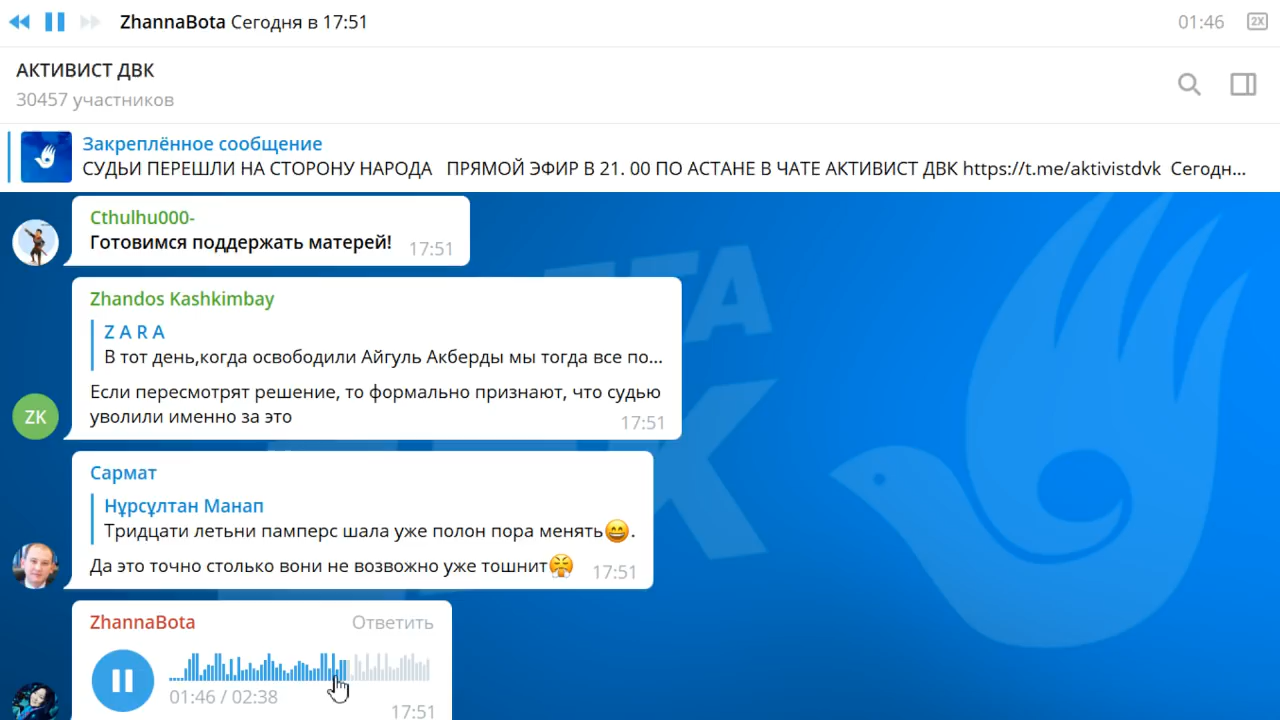 ZhannaBota Сегодня в 17:51
01:46
2X
АКТИВИСТ ДВК
30457 участников
Закреплённое сообщение
СУДЬИ ПЕРЕШЛИ НА СТОРОНУ НАРОДА ПРЯМОЙ ЭФИР В 21. 00 ПО АСТАНЕ В ЧАТЕ АКТИВИСТ ДВК https://t.me/aktivistdvk Сегодн...
Cthulhu000-
Готовимся поддержать матерей!
17:51
Zhandos Kashkimbay
Z A R A
В тот день,когда освободили Айгуль Акберды мы тогда все по...
Если пересмотрят решение, то формально признают, что судью
уволили именно за это
17:51
ZK
Сармат
Нұрсұлтан Манап
Тридцати летьни памперс шала уже полон пора менять😄.
Да это точно столько вони не возвожно уже тошнит😤
17:51
ZhannaBota
Ответить
01:46 / 02:38
17:51